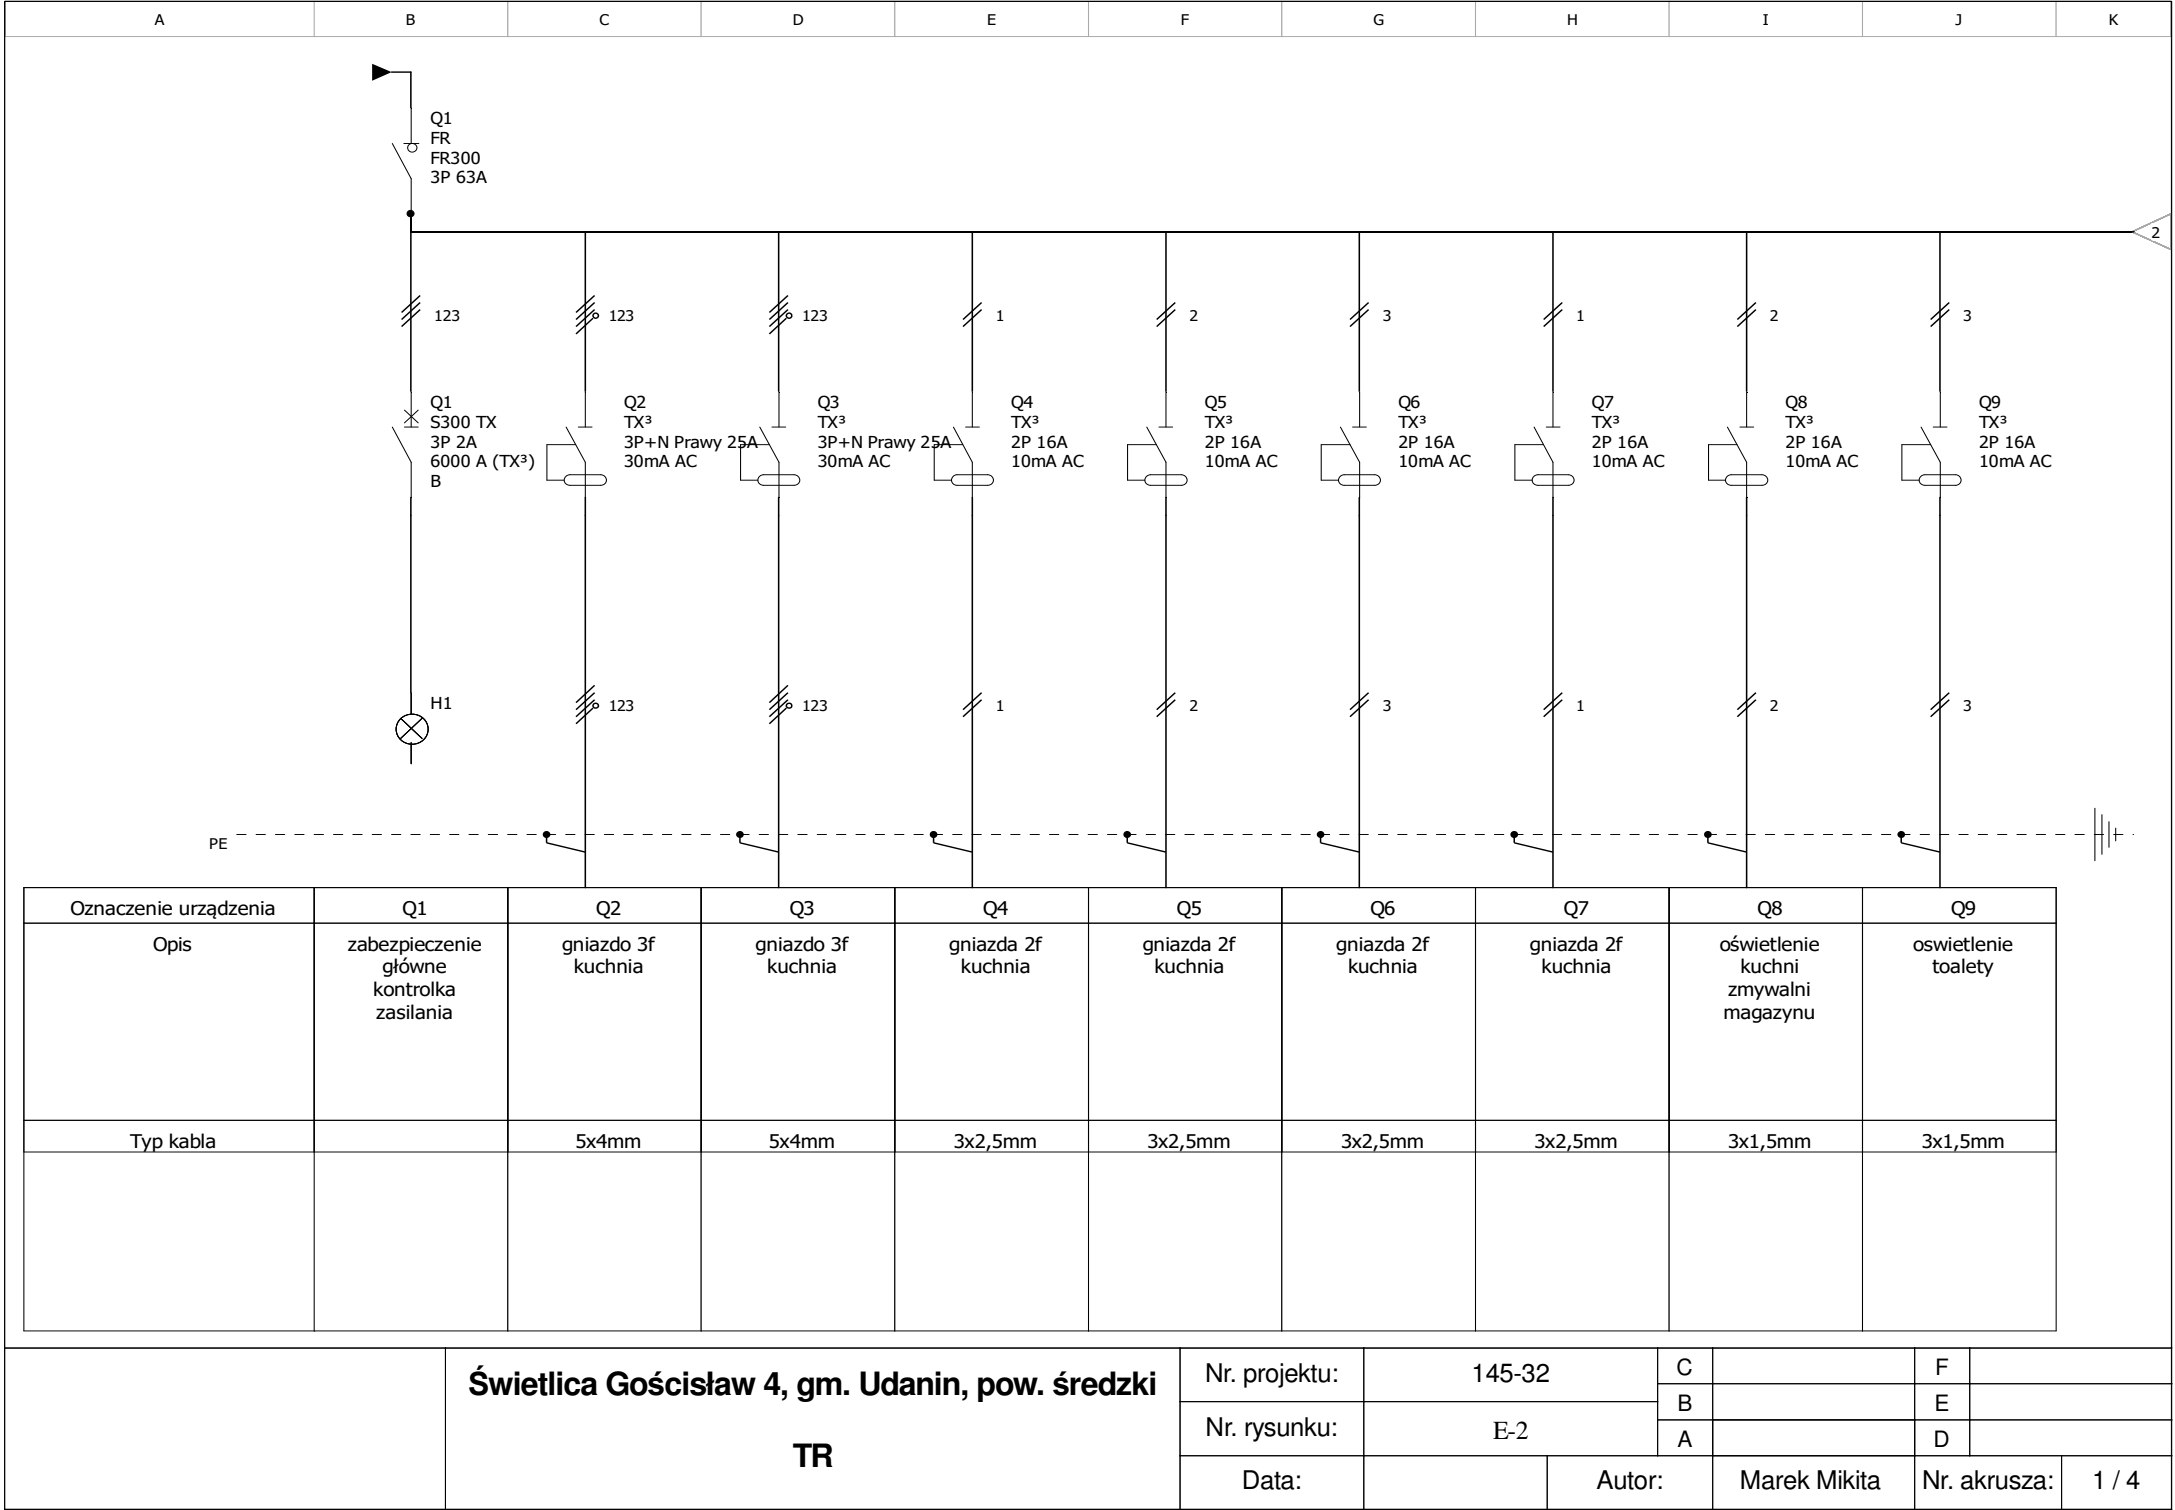 A B C D E F G H I J K
Q1
FR
FR300
3P 63A
2
123 123 123 1 2 3 1 2 3
Q1
S300 TX
3P 2A
6000 A (TX³)
B
Q2
TX³
3P+N Prawy 25A
30mA AC
Q3
TX³
3P+N Prawy 25A
30mA AC
Q4
TX³
2P 16A
10mA AC
Q5
TX³
2P 16A
10mA AC
Q6
TX³
2P 16A
10mA AC
Q7
TX³
2P 16A
10mA AC
Q8
TX³
2P 16A
10mA AC
Q9
TX³
2P 16A
10mA AC
H1
123 123 1 2 3 1 2 3
PE
Oznaczenie urządzenia Q1 Q2 Q3 Q4 Q5 Q6 Q7 Q8 Q9
Opis
zabezpieczenie
główne
kontrolka
zasilania
gniazdo 3f
kuchnia
gniazdo 3f
kuchnia
gniazda 2f
kuchnia
gniazda 2f
kuchnia
gniazda 2f
kuchnia
gniazda 2f
kuchnia
oświetlenie
kuchni
zmywalni
magazynu
oswietlenie
toalety
Typ kabla 5x4mm 5x4mm 3x2,5mm 3x2,5mm 3x2,5mm 3x2,5mm 3x1,5mm 3x1,5mm
Świetlica Gościsław 4, gm. Udanin, pow. średzki
TR
Nr. projektu: 145-32
Nr. rysunku: E-2
C F
B E
A D
Data: Autor: Marek Mikita Nr. akrusza: 1 / 4